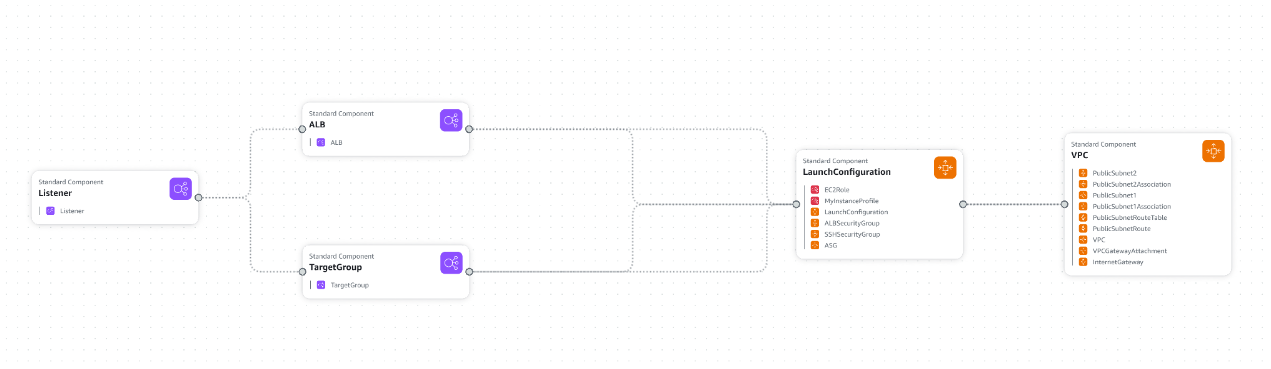 Standard Component
Listener
Listener
Standard Component
ALB
ALB
Standard Component
TargetGroup
TargetGroup
Standard Component
LaunchConfiguration
EC2Role
MyInstanceProfile
LaunchConfiguration
ALBSecurityGroup
SSHSecurityGroup
ASG
Standard Component
VPC
PublicSubnet2
PublicSubnet2Association
PublicSubnet1
PublicSubnet1Association
PublicSubnetRouteTable
PublicSubnetRoute
VPC
VPCGatewayAttachment
InternetGateway